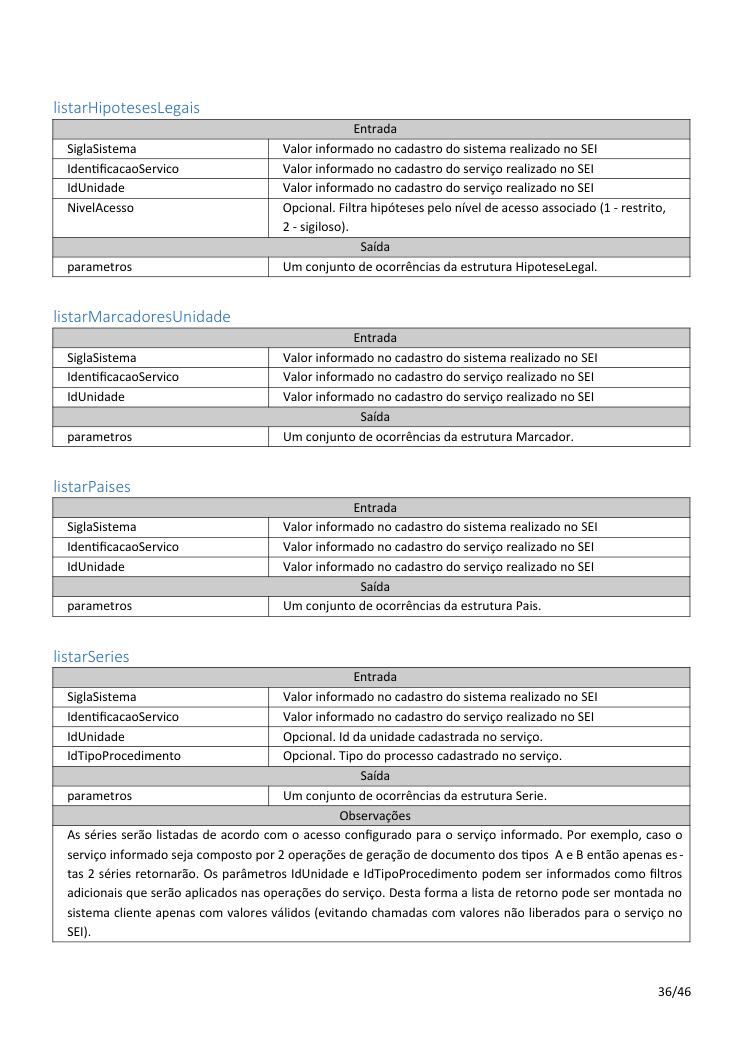 listarHipotesesLegais
Entrada
SiglaSistema Valor informado no cadastro do sistema realizado no SEI
IdentificacaoServico Valor informado no cadastro do serviço realizado no SEI
IdUnidade Valor informado no cadastro do serviço realizado no SEI
NivelAcesso Opcional. Filtra hipóteses pelo nível de acesso associado (1 - restrito,
2 - sigiloso).
Saída
parametros Um conjunto de ocorrências da estrutura HipoteseLegal.
listarMarcadoresUnidade
Entrada
SiglaSistema Valor informado no cadastro do sistema realizado no SEI
IdentificacaoServico Valor informado no cadastro do serviço realizado no SEI
IdUnidade Valor informado no cadastro do serviço realizado no SEI
Saída
parametros Um conjunto de ocorrências da estrutura Marcador.
listarPaises
Entrada
SiglaSistema Valor informado no cadastro do sistema realizado no SEI
IdentificacaoServico Valor informado no cadastro do serviço realizado no SEI
IdUnidade Valor informado no cadastro do serviço realizado no SEI
Saída
parametros Um conjunto de ocorrências da estrutura Pais.
listarSeries
Entrada
SiglaSistema Valor informado no cadastro do sistema realizado no SEI
IdentificacaoServico Valor informado no cadastro do serviço realizado no SEI
IdUnidade Opcional. Id da unidade cadastrada no serviço.
IdTipoProcedimento Opcional. Tipo do processo cadastrado no serviço.
Saída
parametros Um conjunto de ocorrências da estrutura Serie.
Observações
As séries serão listadas de acordo com o acesso configurado para o serviço informado. Por exemplo, caso o
serviço informado seja composto por 2 operações de geração de documento dos tipos A e B então apenas es-
tas 2 séries retornarão. Os parâmetros IdUnidade e IdTipoProcedimento podem ser informados como filtros
adicionais que serão aplicados nas operações do serviço. Desta forma a lista de retorno pode ser montada no
sistema cliente apenas com valores válidos (evitando chamadas com valores não liberados para o serviço no
SEI).
36/46